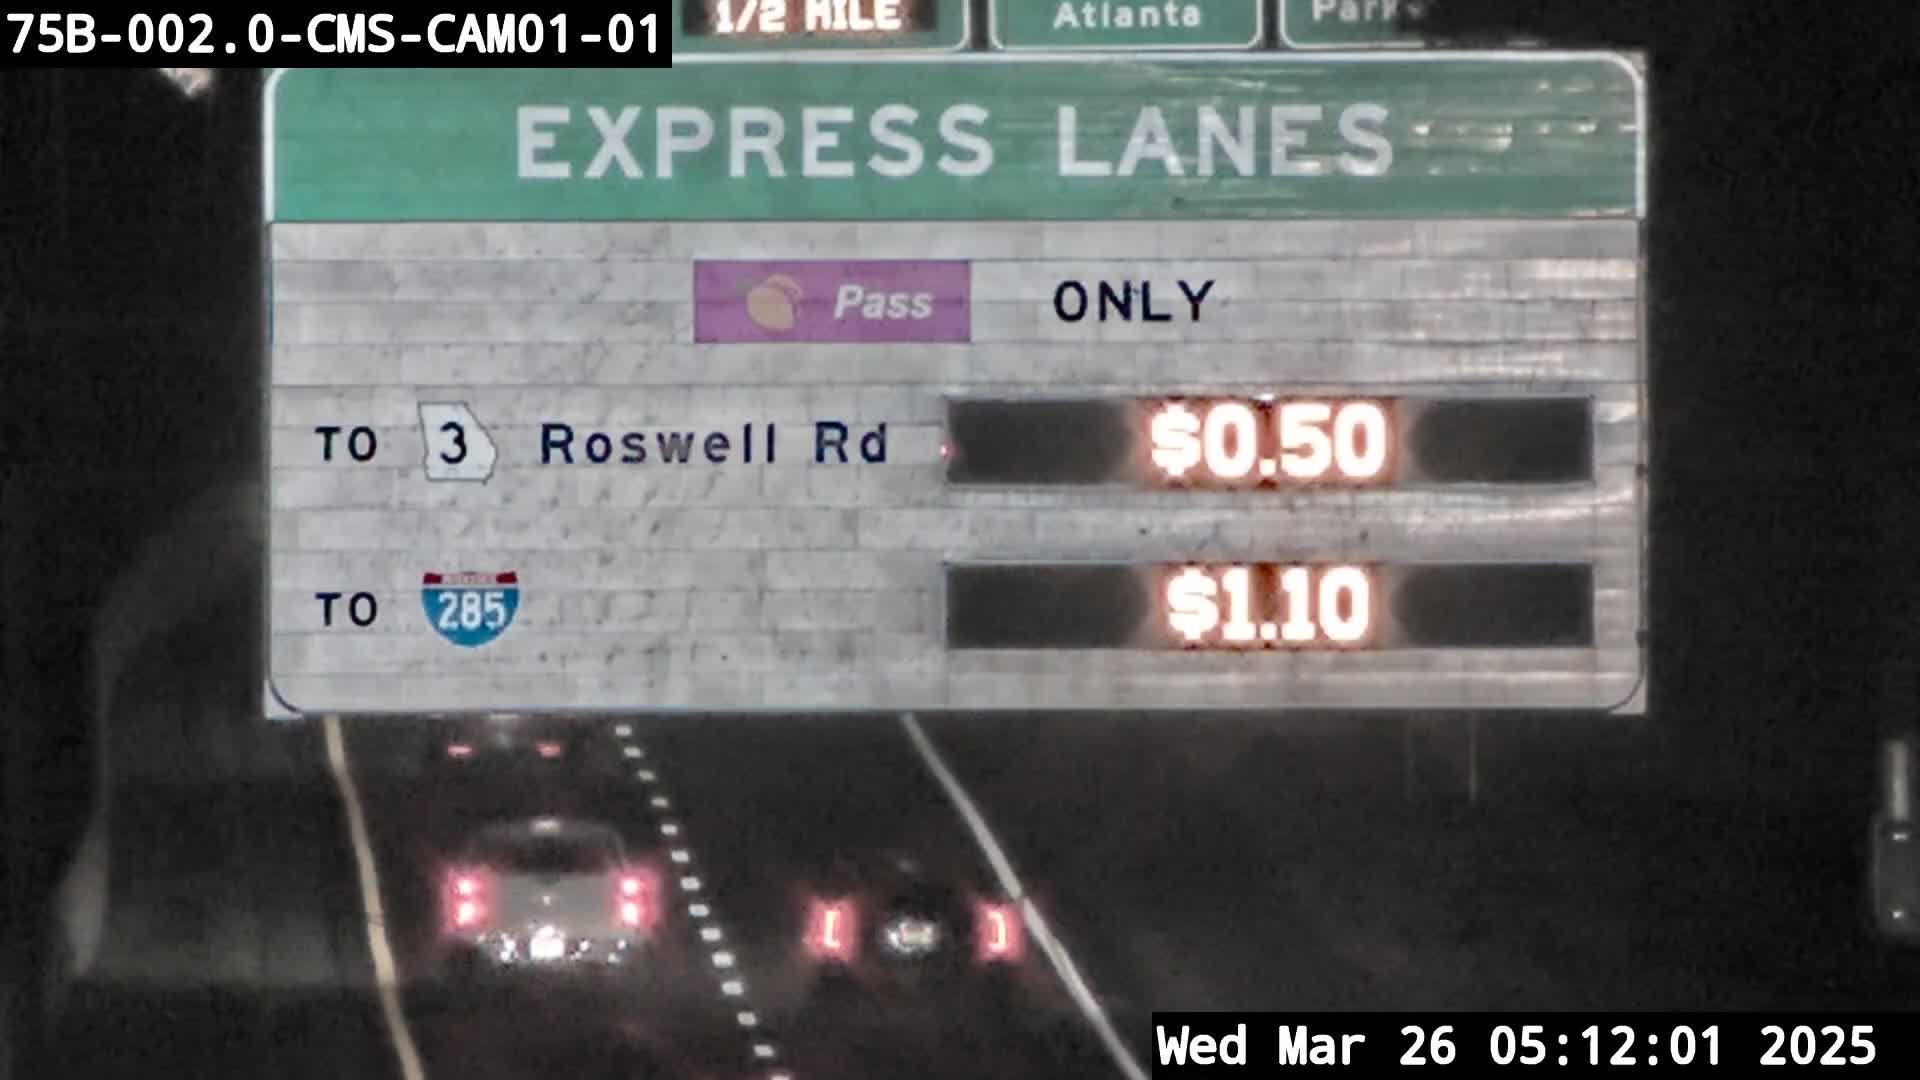 75B-002.0-CMS-CAM01-01
1/2 MILE
Atlanta
Park
EXPRESS LANES
Pass ONLY
TO 3 Roswell Rd $0.50
TO 285 $1.10
Wed Mar 26 05:12:01 2025